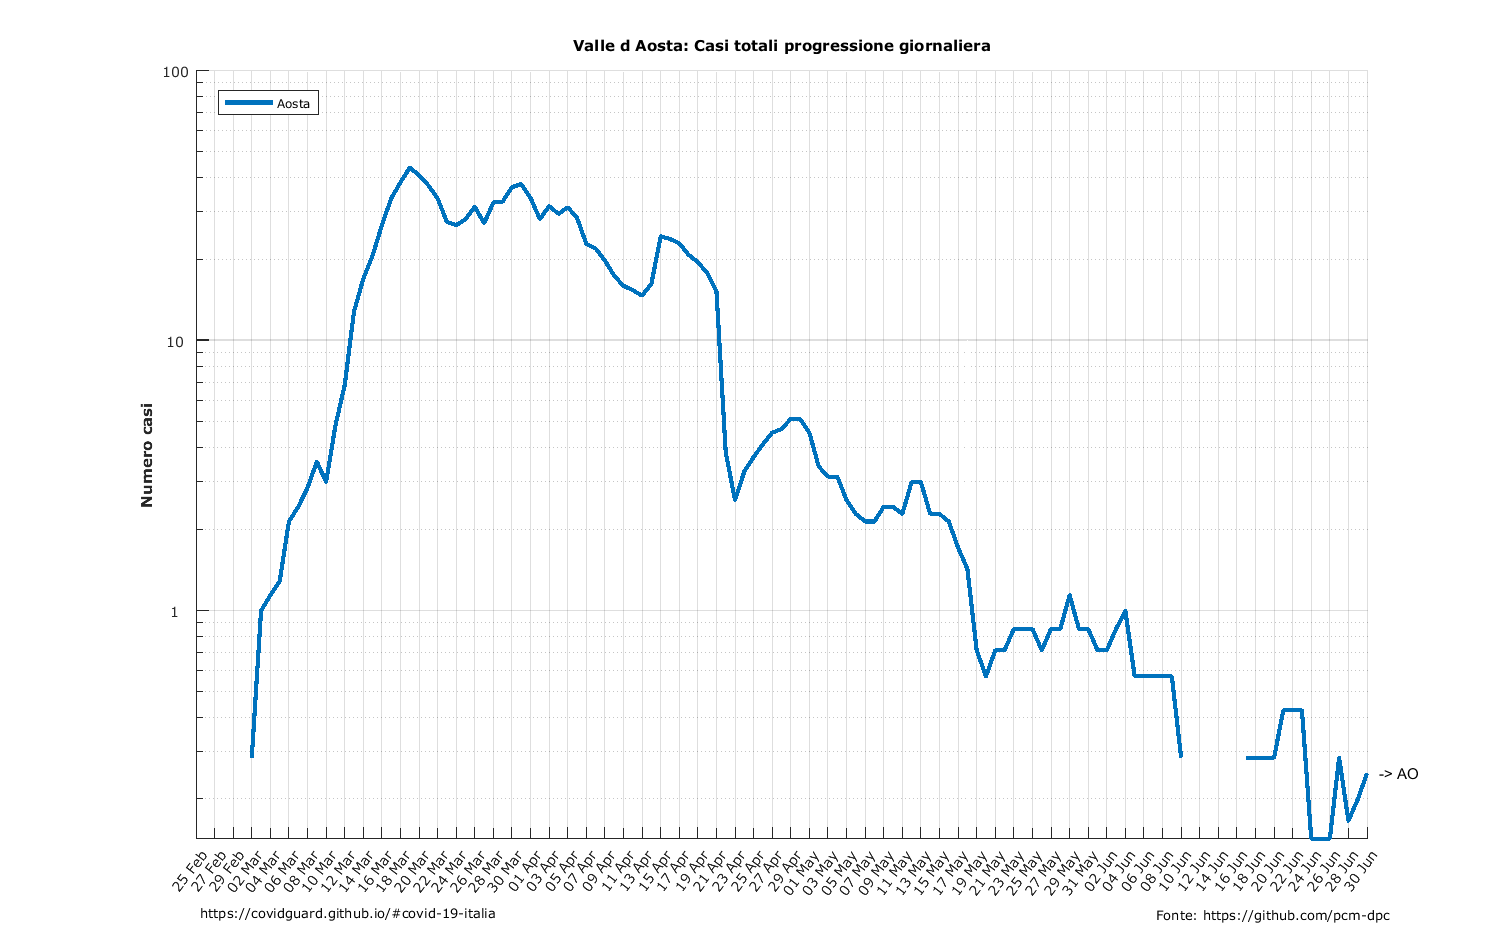 Valle d Aosta: Casi totali progressione giornaliera
100
Aosta
10
Numero casi
1
-> AO
25 Feb
27 Feb
29 Feb
02 Mar
04 Mar
06 Mar
08 Mar
10 Mar
12 Mar
14 Mar
16 Mar
18 Mar
20 Mar
22 Mar
24 Mar
26 Mar
28 Mar
30 Mar
01 Apr
03 Apr
05 Apr
07 Apr
09 Apr
11 Apr
13 Apr
15 Apr
17 Apr
19 Apr
21 Apr
23 Apr
25 Apr
27 Apr
29 Apr
01 May
03 May
05 May
07 May
09 May
11 May
13 May
15 May
17 May
19 May
21 May
23 May
25 May
27 May
29 May
31 May
02 Jun
04 Jun
06 Jun
08 Jun
10 Jun
12 Jun
14 Jun
16 Jun
18 Jun
20 Jun
22 Jun
24 Jun
26 Jun
28 Jun
30 Jun
https://covidguard.github.io/#covid-19-italia
Fonte: https://github.com/pcm-dpc